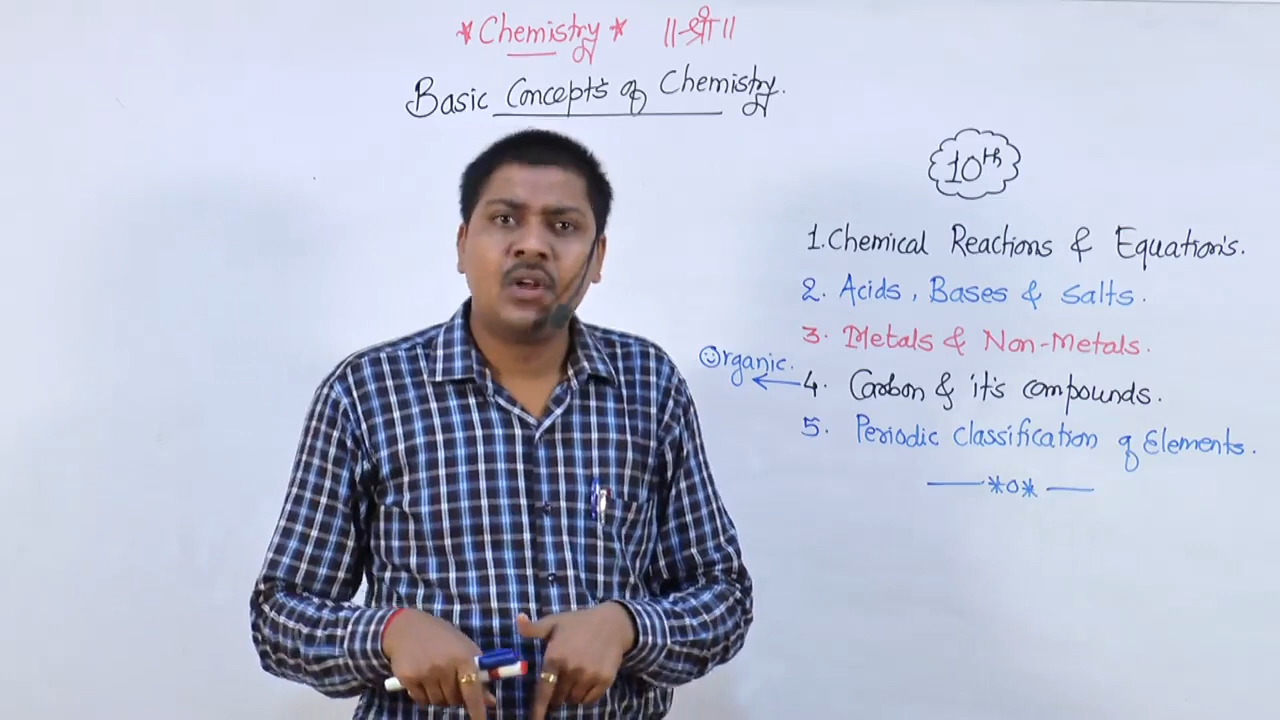 *Chemistry* ॥श्री॥
Basic Concepts of Chemistry.
10th
1. Chemical Reactions & Equations.
2. Acids, Bases & Salts.
3. Metals & Non-Metals.
Organic. ← 4. Carbon & it's compounds.
5. Periodic classification of Elements.